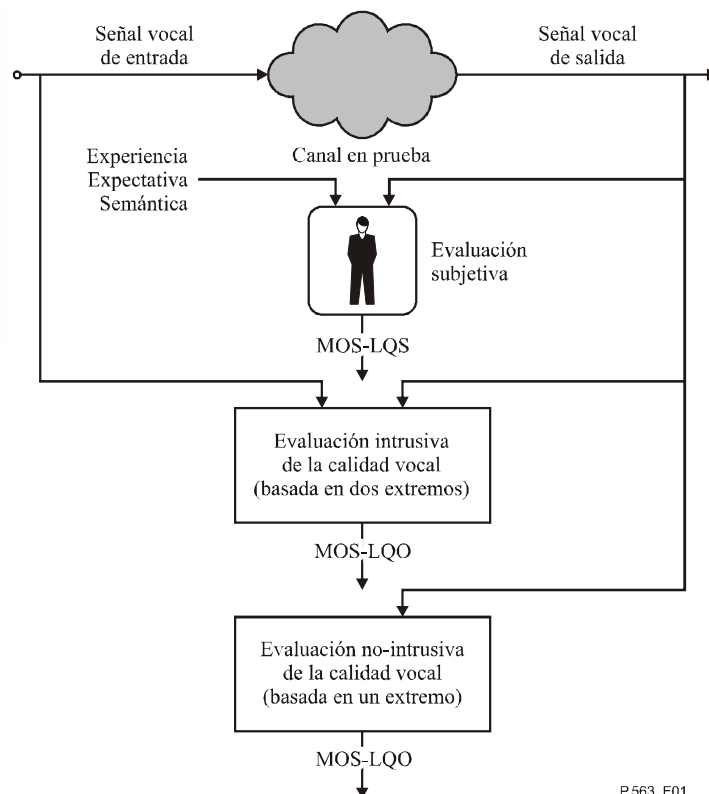 Señal vocal
de entrada
Señal vocal
de salida
Canal en prueba
Experiencia
Expectativa
Semántica
Evaluación
subjetiva
MOS-LQS
Evaluación intrusiva
de la calidad vocal
(basada en dos extremos)
MOS-LQO
Evaluación no-intrusiva
de la calidad vocal
(basada en un extremo)
MOS-LQO
P.563_F01